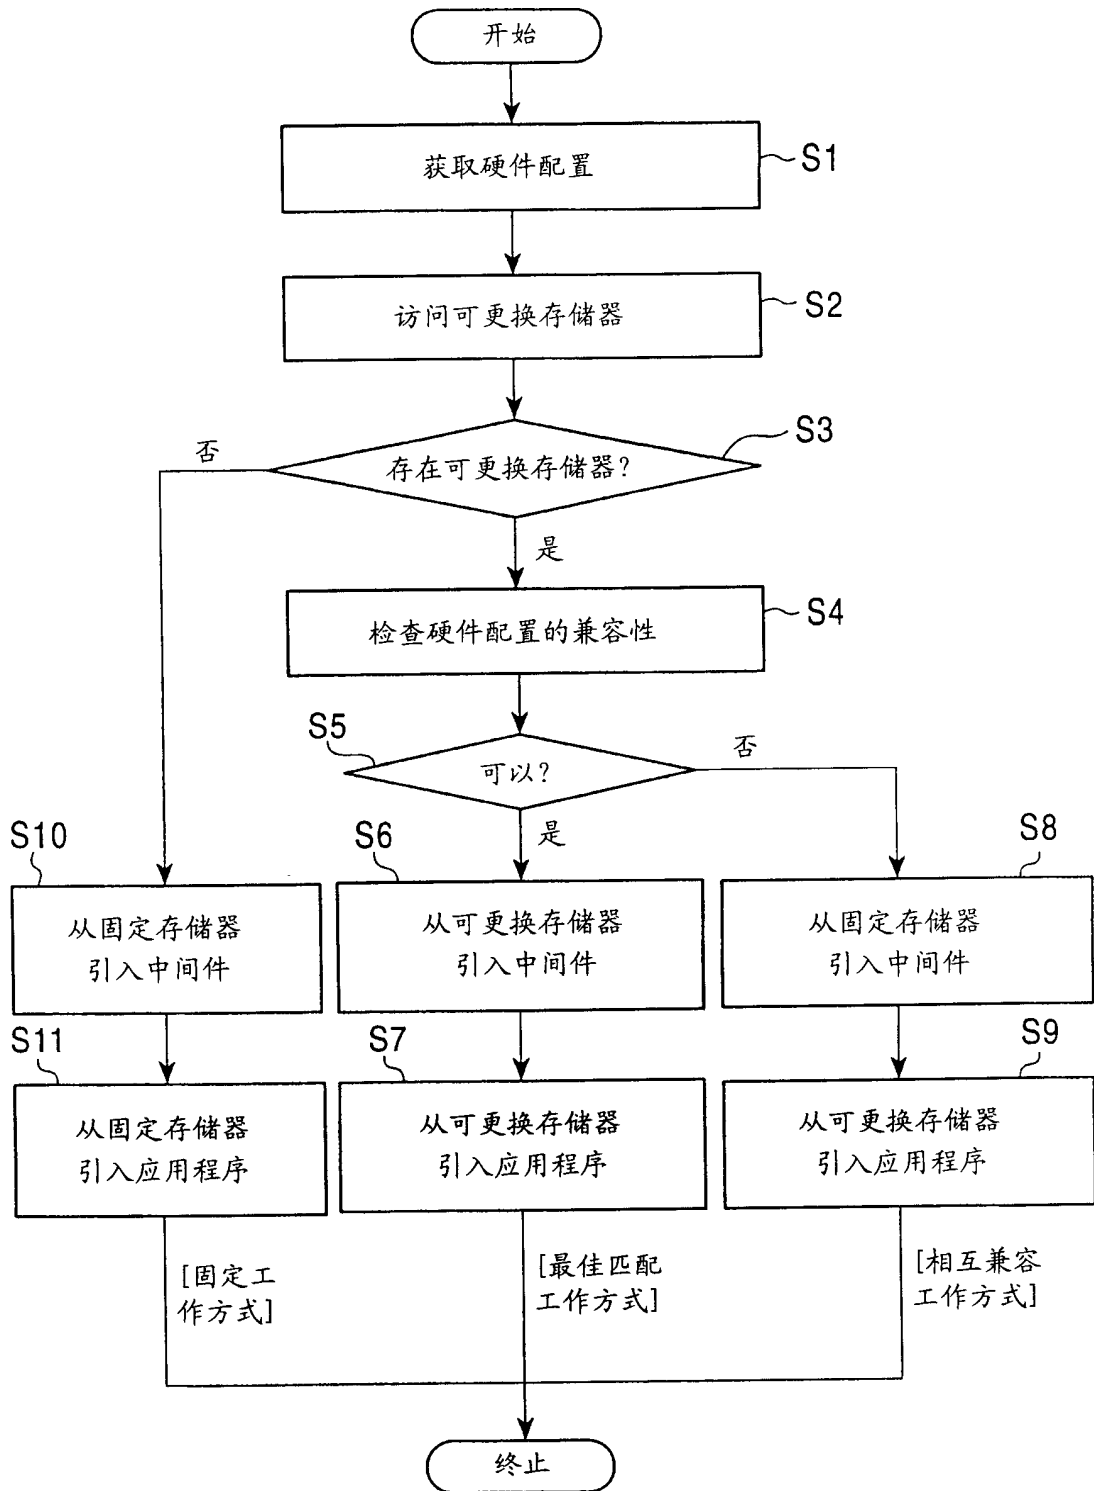 开始
获取硬件配置
S1
访问可更换存储器
S2
存在可更换存储器?
S3
否
是
检查硬件配置的兼容性
S4
S5
可以?
否
是
S10
从固定存储器
引入中间件
S6
从可更换存储器
引入中间件
S8
从固定存储器
引入中间件
S11
从固定存储器
引入应用程序
S7
从可更换存储器
引入应用程序
S9
从可更换存储器
引入应用程序
[固定工
作方式]
[最佳匹配
工作方式]
[相互兼容
工作方式]
终止